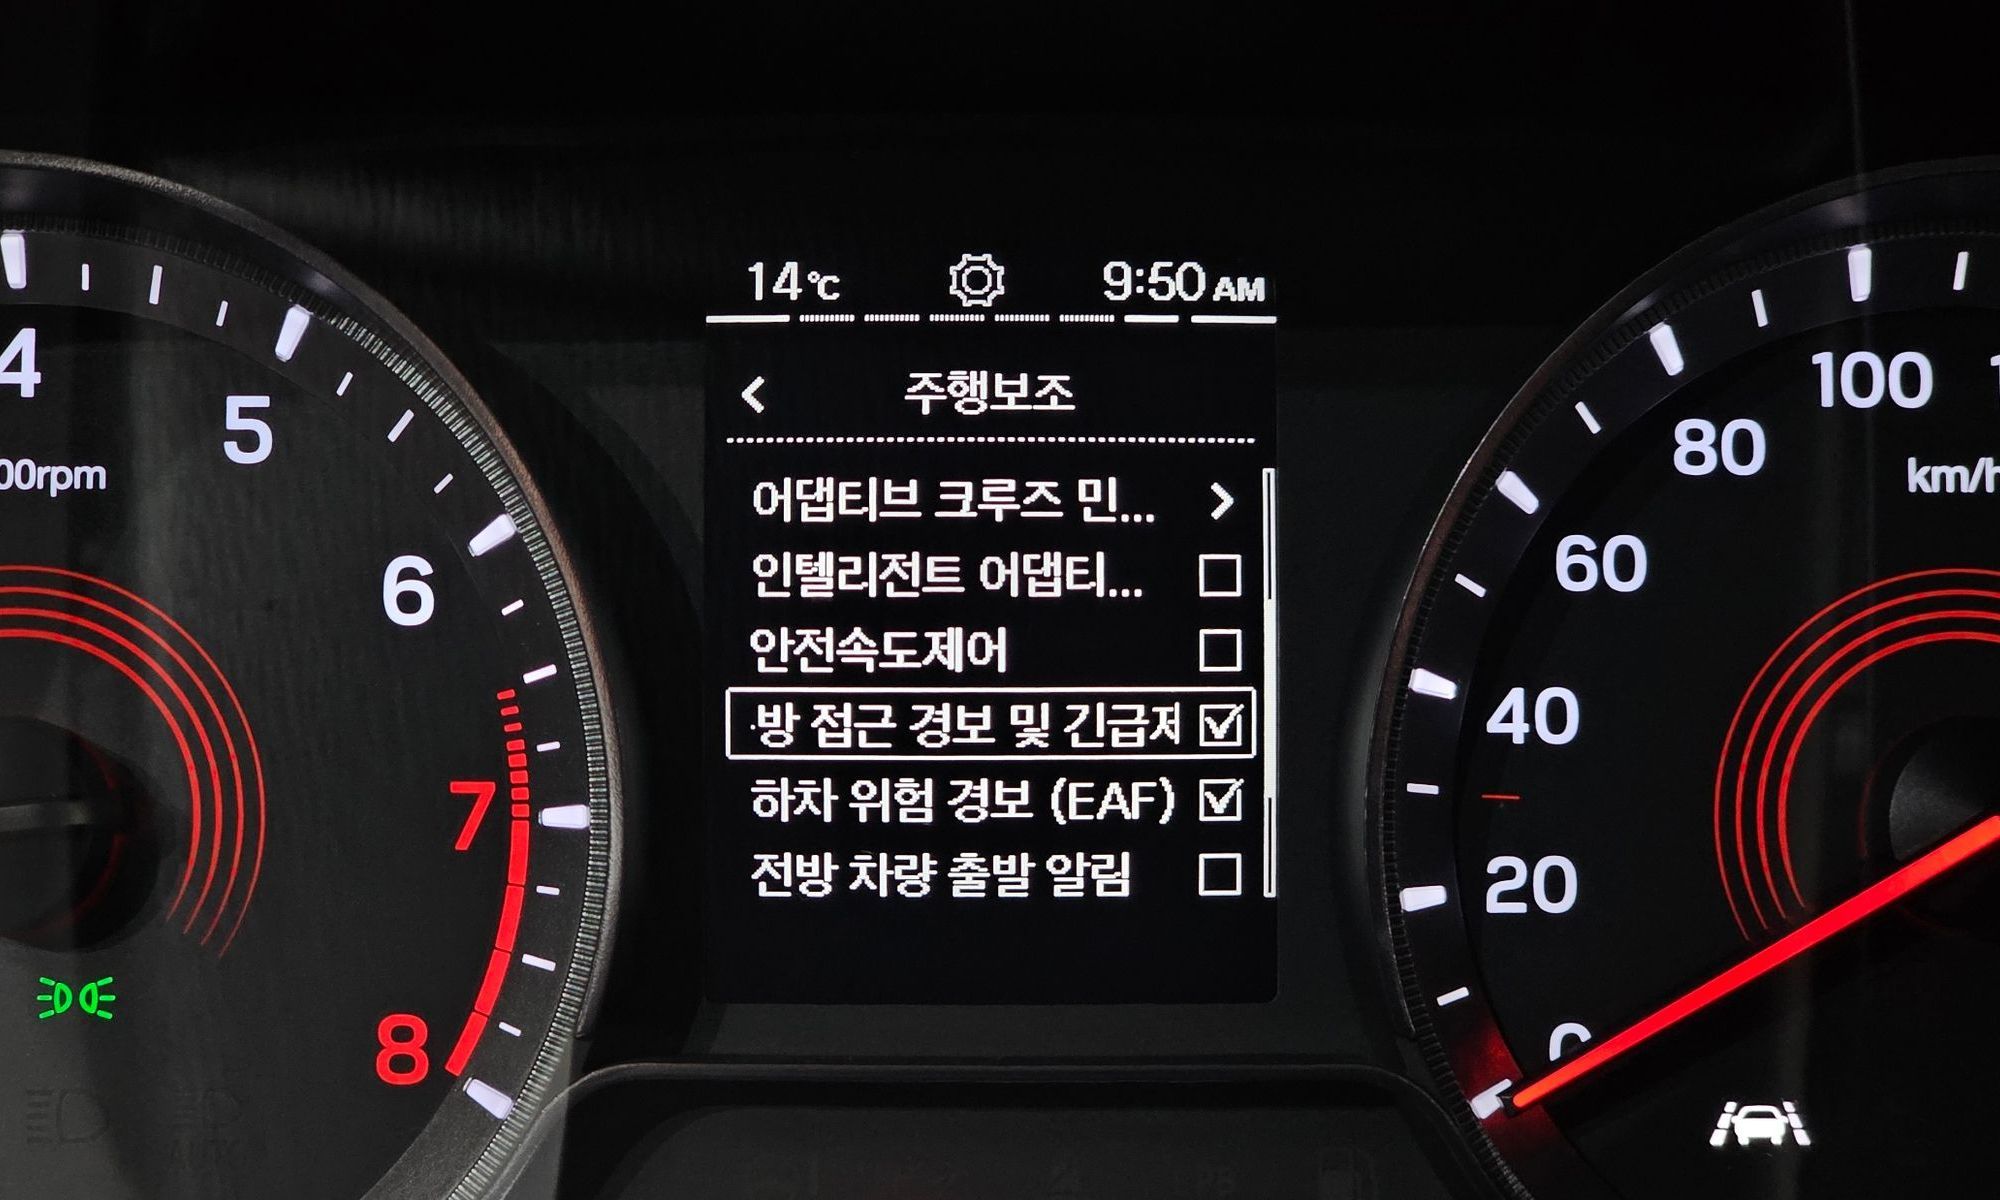 14℃ 9:50 AM
주행보조
어댑티브 크루즈 민...
인텔리전트 어댑티...
안전속도제어
방 접근 경보 및 긴급제
하차 위험 경보 (EAF)
전방 차량 출발 알림
4
5
00rpm
6
7
8
100
80
km/h
60
40
20
0